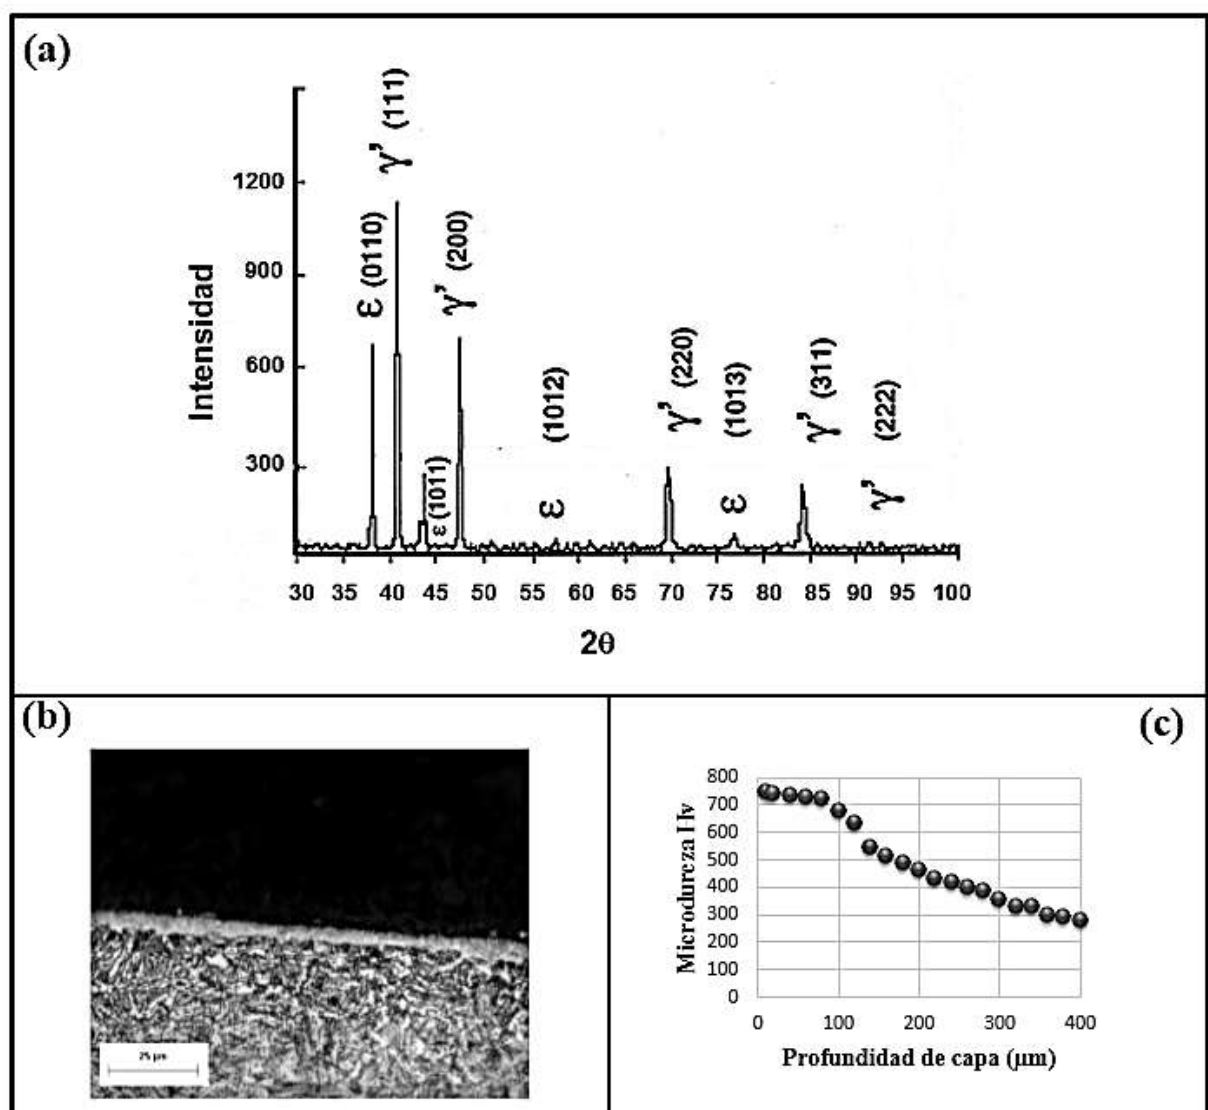 (a)
Intensidad
1200
900
600
300
ε (0110)
γ' (111)
ε (1011)
γ' (200)
ε (1012)
γ' (220)
ε (1013)
γ' (311)
γ' (222)
30 35 40 45 50 55 60 65 70 75 80 85 90 95 100
2θ
(b)
25 µm
(c)
Microdureza Hv
800
700
600
500
400
300
200
100
0
0 100 200 300 400
Profundidad de capa (µm)